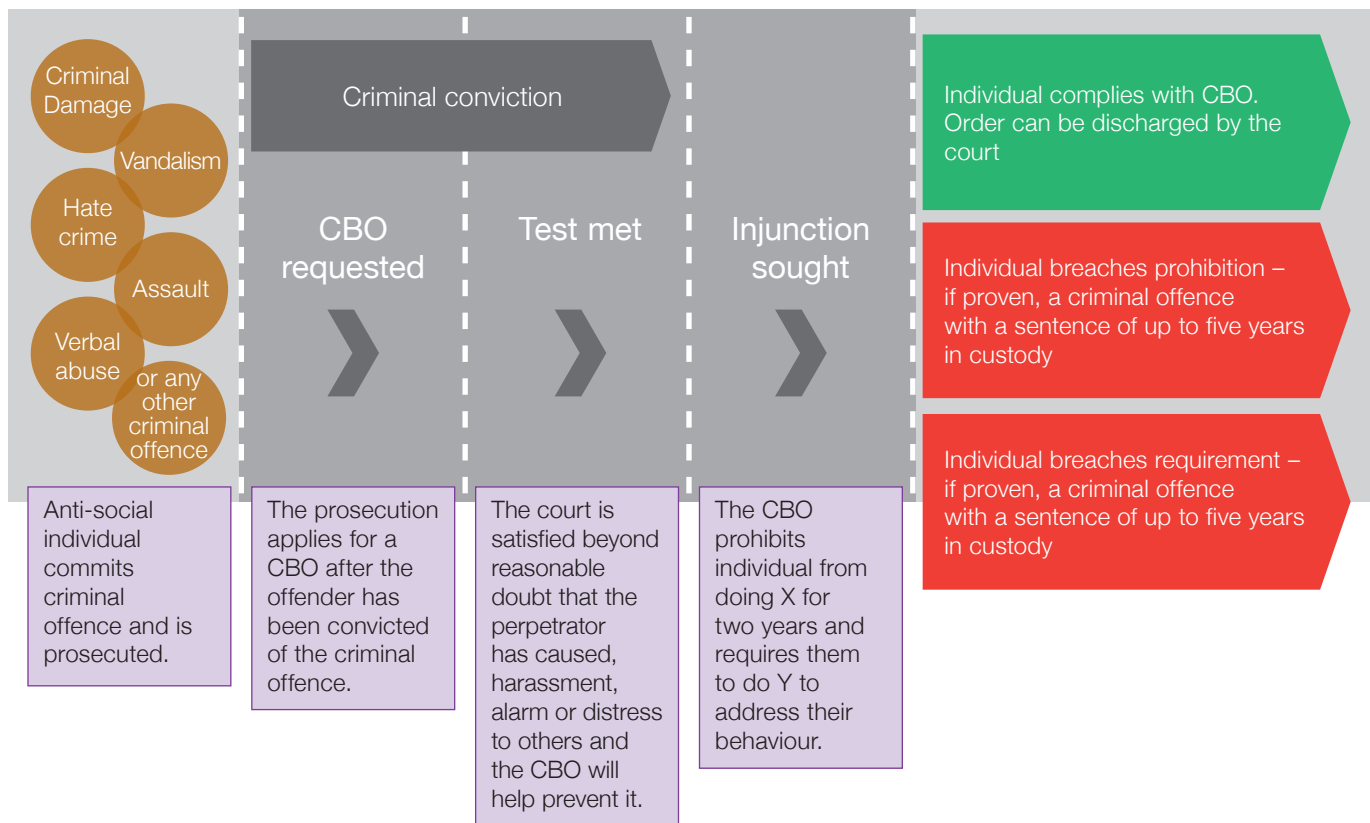 Criminal
Damage
Vandalism
Hate
crime
Assault
Verbal
abuse
or any
other
criminal
offence
Anti-social
individual
commits
criminal
offence and is
prosecuted.
Criminal conviction
CBO
requested
The prosecution
applies for a
CBO after the
offender has
been convicted
of the criminal
offence.
Test met
The court is
satisfied beyond
reasonable
doubt that the
perpetrator
has caused,
harassment,
alarm or distress
to others and
the CBO will
help prevent it.
Injunction
sought
The CBO
prohibits
individual from
doing X for
two years and
requires them
to do Y to
address their
behaviour.
Individual complies with CBO.
Order can be discharged by the
court
Individual breaches prohibition –
if proven, a criminal offence
with a sentence of up to five years
in custody
Individual breaches requirement –
if proven, a criminal offence
with a sentence of up to five years
in custody